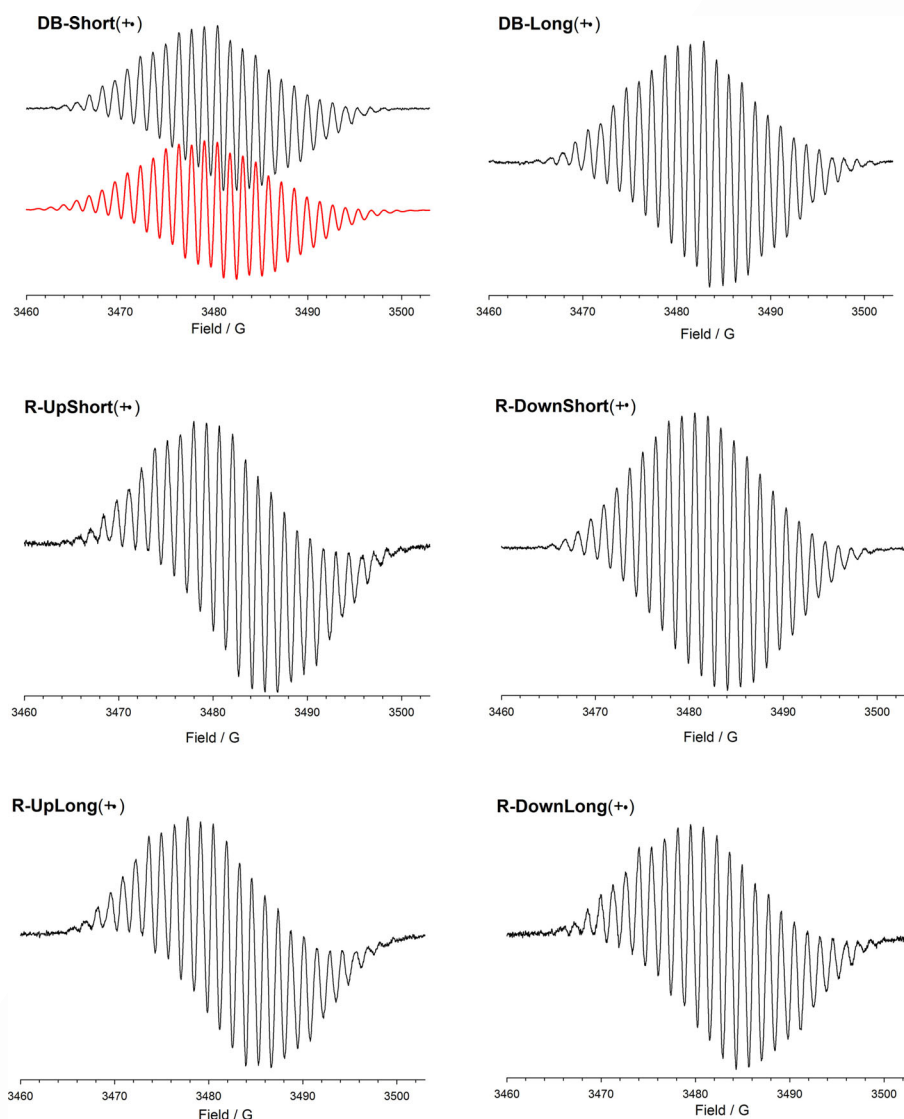 DB-Short(+•)
DB-Long(+•)
3460 3470 3480 3490 3500
Field / G
3460 3470 3480 3490 3500
Field / G
R-UpShort(+•)
R-DownShort(+•)
3460 3470 3480 3490 3500
Field / G
3460 3470 3480 3490 3500
Field / G
R-UpLong(+•)
R-DownLong(+•)
3460 3470 3480 3490 3500
Field / G
3460 3470 3480 3490 3500
Field / G